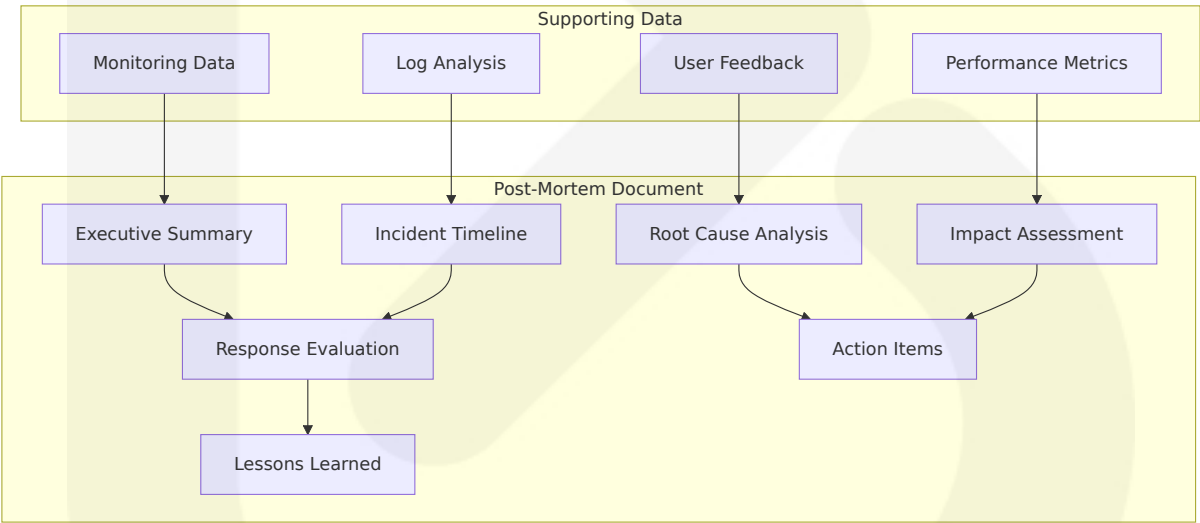 Supporting Data
Monitoring Data
Log Analysis
User Feedback
Performance Metrics
Post-Mortem Document
Executive Summary
Incident Timeline
Root Cause Analysis
Impact Assessment
Response Evaluation
Action Items
Lessons Learned